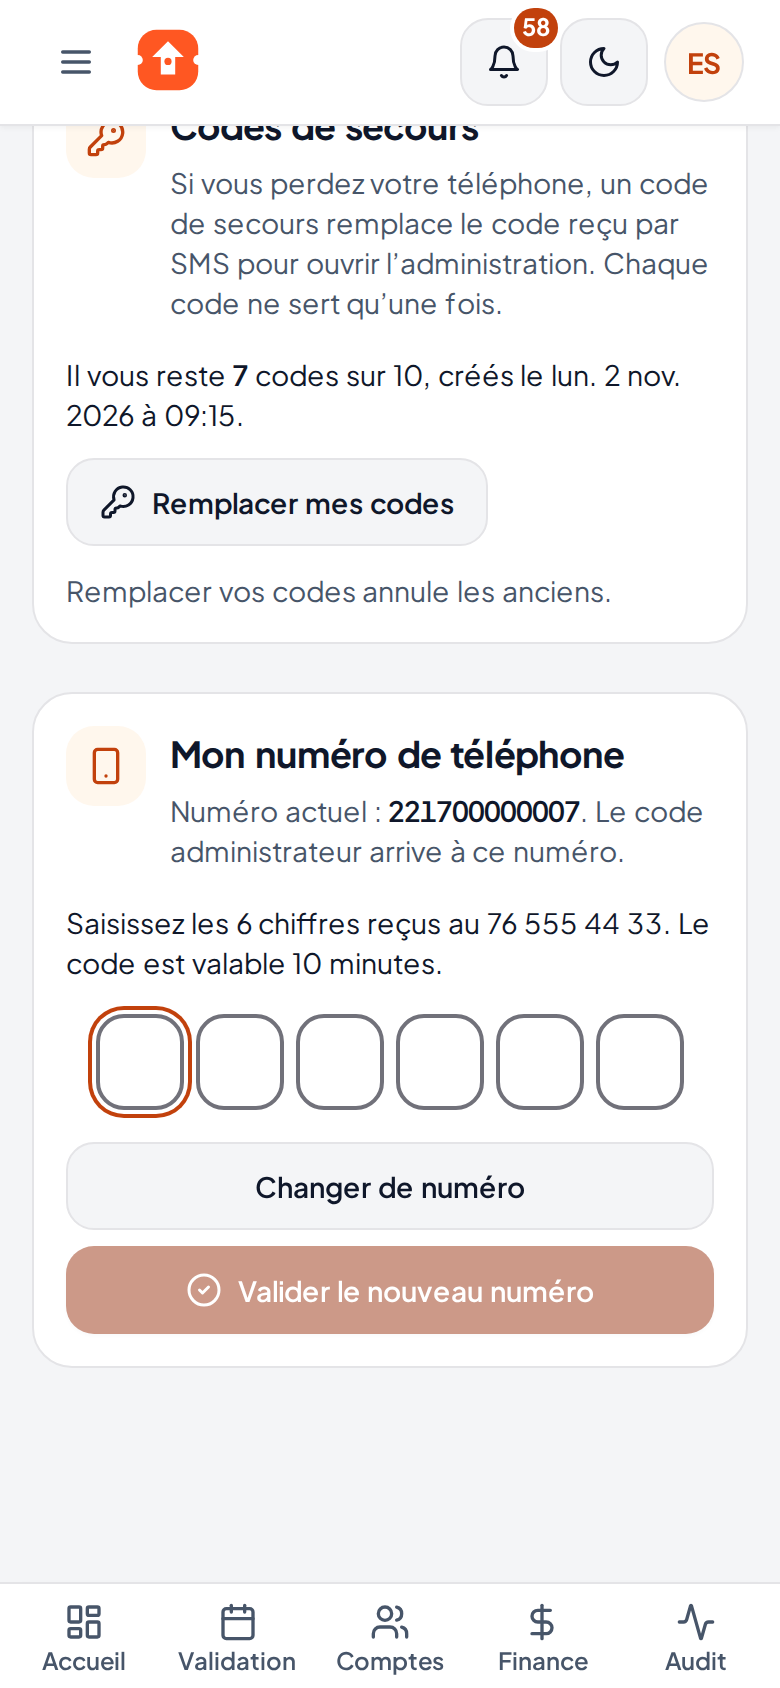 58
ES
Codes de secours
Si vous perdez votre téléphone, un code
de secours remplace le code reçu par
SMS pour ouvrir l’administration. Chaque
code ne sert qu’une fois.
Il vous reste 7 codes sur 10, créés le lun. 2 nov.
2026 à 09:15.
Remplacer mes codes
Remplacer vos codes annule les anciens.
Mon numéro de téléphone
Numéro actuel : 221700000007. Le code
administrateur arrive à ce numéro.
Saisissez les 6 chiffres reçus au 76 555 44 33. Le
code est valable 10 minutes.
Changer de numéro
Valider le nouveau numéro
Accueil Validation Comptes Finance Audit